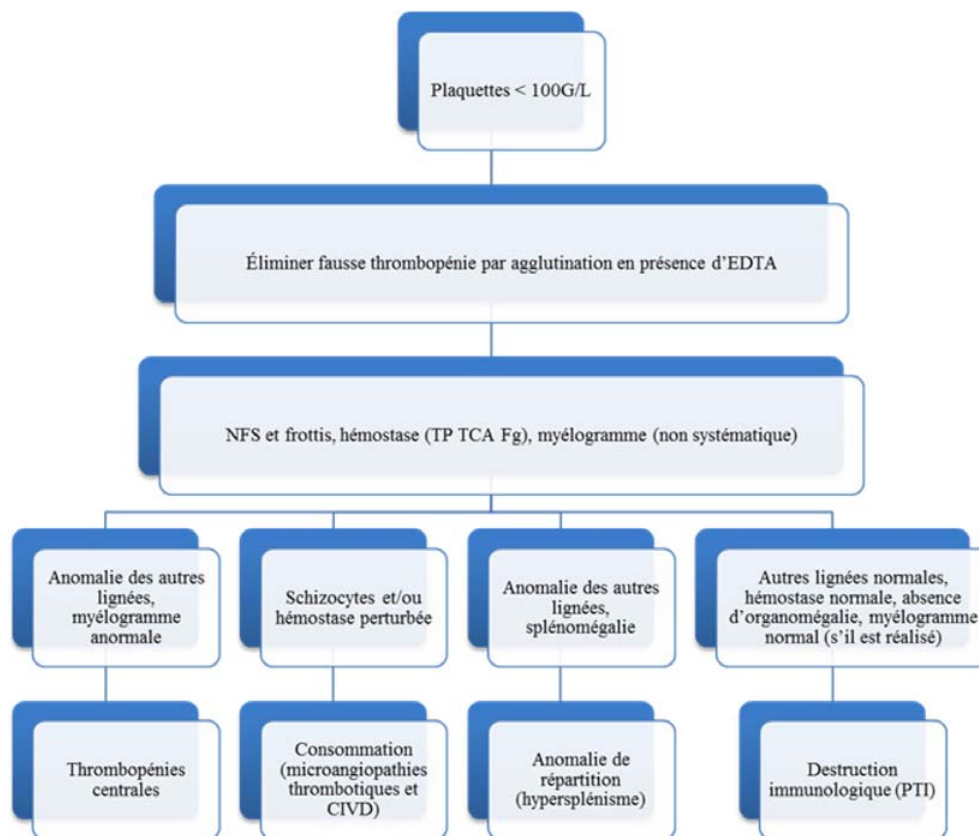 Plaquettes < 100G/L
Éliminer fausse thrombopénie par agglutination en présence d’EDTA
NFS et frottis, hémostase (TP TCA Fg), myélogramme (non systématique)
Anomalie des autres
lignées,
myélogramme
anormale
Schizocytes et/ou
hémostase perturbée
Anomalie des autres
lignées,
splénomégalie
Autres lignées normales,
hémostase normale, absence
d’organomégalie, myélogramme
normal (s’il est réalisé)
Thrombopénies
centrales
Consommation
(microangiopathies
thrombotiques et
CIVD)
Anomalie de
répartition
(hypersplénisme)
Destruction
immunologique (PTI)